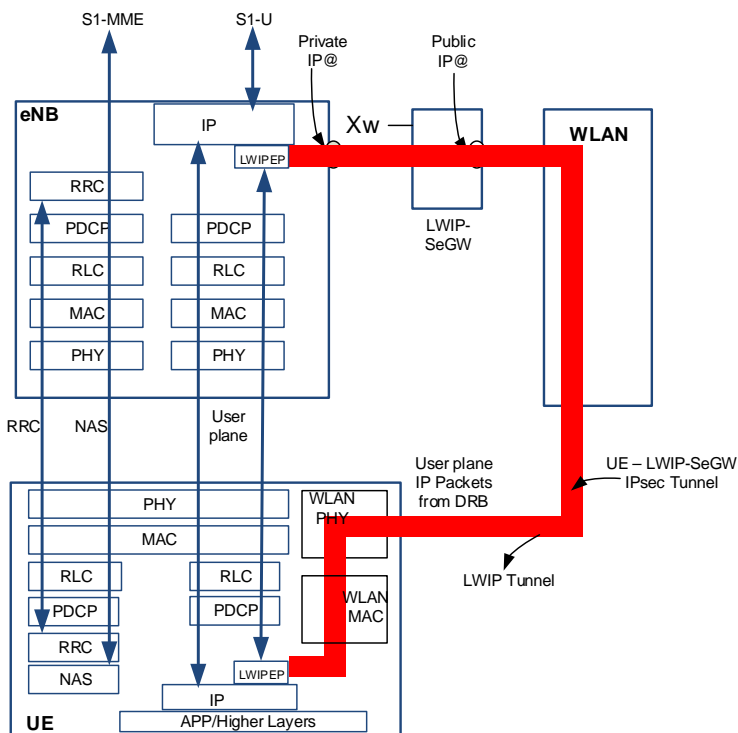 S1-MME
S1-U
Private
IP@
Public
IP@
eNB
IP
Xw
WLAN
LWIPEP
RRC
PDCP
PDCP
LWIP-
SeGW
RLC
RLC
MAC
MAC
PHY
PHY
RRC
NAS
User
plane
User plane
IP Packets
from DRB
UE – LWIP-SeGW
IPsec Tunnel
PHY
WLAN
PHY
MAC
LWIP Tunnel
RLC
RLC
WLAN
MAC
PDCP
PDCP
RRC
NAS
LWIPEP
IP
UE
APP/Higher Layers